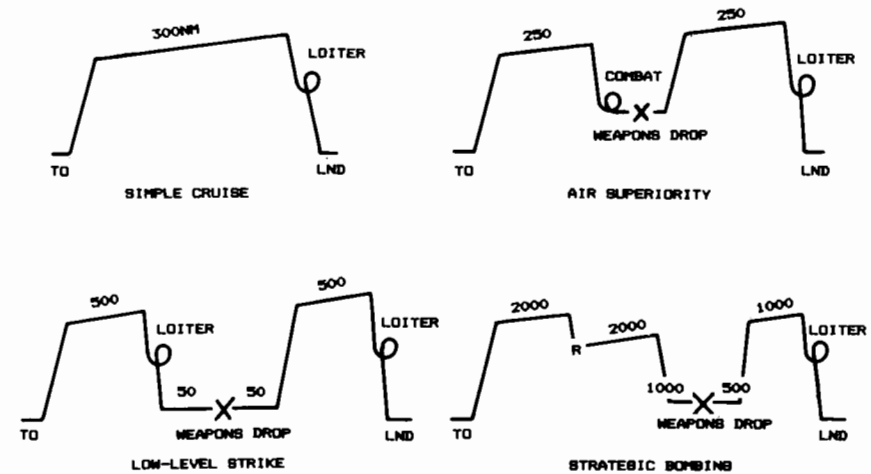 300NM
LOITER
TO
LND
SIMPLE CRUISE
250
250
LOITER
COMBAT
X
WEAPONS DROP
TO
LND
AIR SUPERIORITY
500
500
LOITER
LOITER
50
X
50
WEAPONS DROP
TO
LND
LOW-LEVEL STRIKE
2000
R
2000
1000
LOITER
1000
X
500
WEAPONS DROP
TO
LND
STRATEGIC BOMBING